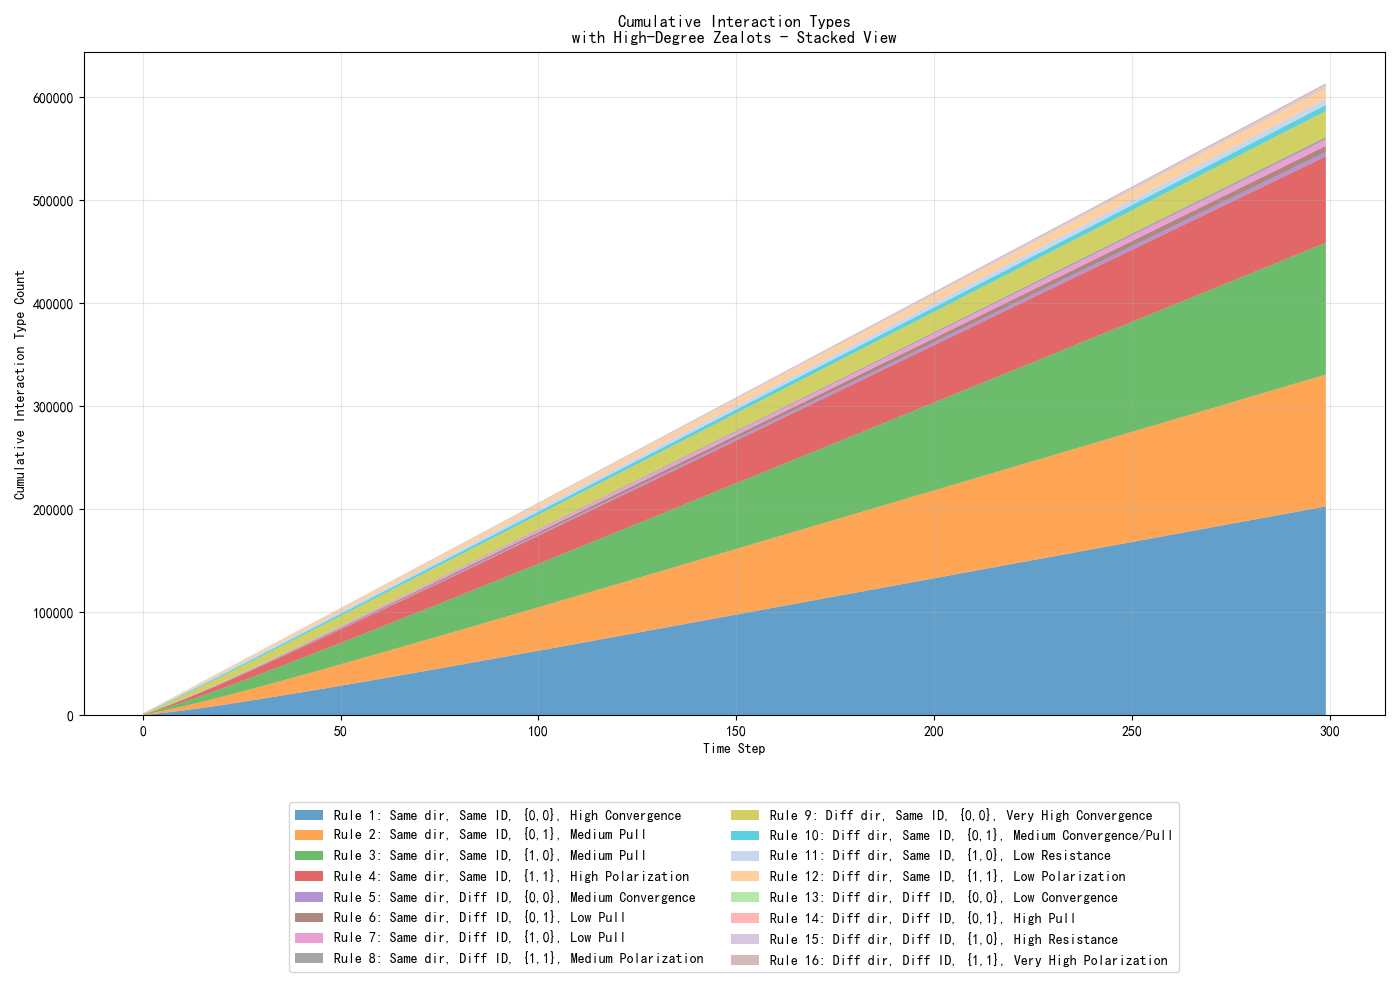 Cumulative Interaction Types
with High-Degree Zealots - Stacked View
Cumulative Interaction Type Count
600000
500000
400000
300000
200000
100000
0
0 50 100 150 200 250 300
Time Step
Rule 1: Same dir, Same ID, {0,0}, High Convergence
Rule 2: Same dir, Same ID, {0,1}, Medium Pull
Rule 3: Same dir, Same ID, {1,0}, Medium Pull
Rule 4: Same dir, Same ID, {1,1}, High Polarization
Rule 5: Same dir, Diff ID, {0,0}, Medium Convergence
Rule 6: Same dir, Diff ID, {0,1}, Low Pull
Rule 7: Same dir, Diff ID, {1,0}, Low Pull
Rule 8: Same dir, Diff ID, {1,1}, Medium Polarization
Rule 9: Diff dir, Same ID, {0,0}, Very High Convergence
Rule 10: Diff dir, Same ID, {0,1}, Medium Convergence/Pull
Rule 11: Diff dir, Same ID, {1,0}, Low Resistance
Rule 12: Diff dir, Same ID, {1,1}, Low Polarization
Rule 13: Diff dir, Diff ID, {0,0}, Low Convergence
Rule 14: Diff dir, Diff ID, {0,1}, High Pull
Rule 15: Diff dir, Diff ID, {1,0}, High Resistance
Rule 16: Diff dir, Diff ID, {1,1}, Very High Polarization